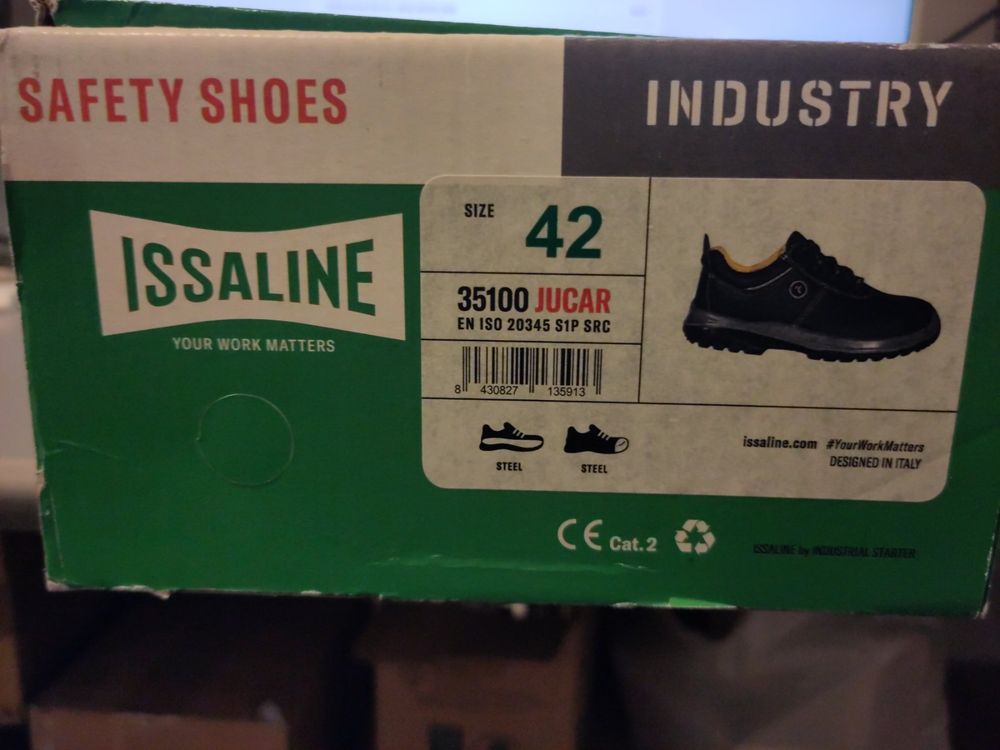 SAFETY SHOES
INDUSTRY
ISSALINE
YOUR WORK MATTERS
SIZE
42
35100 JUCAR
EN ISO 20345 S1P SRC
8 430827 135913
STEEL
STEEL
issaline.com #YourWorkMatters
DESIGNED IN ITALY
CE Cat.2
ISSALINE by INDUSTRIAL STARTER